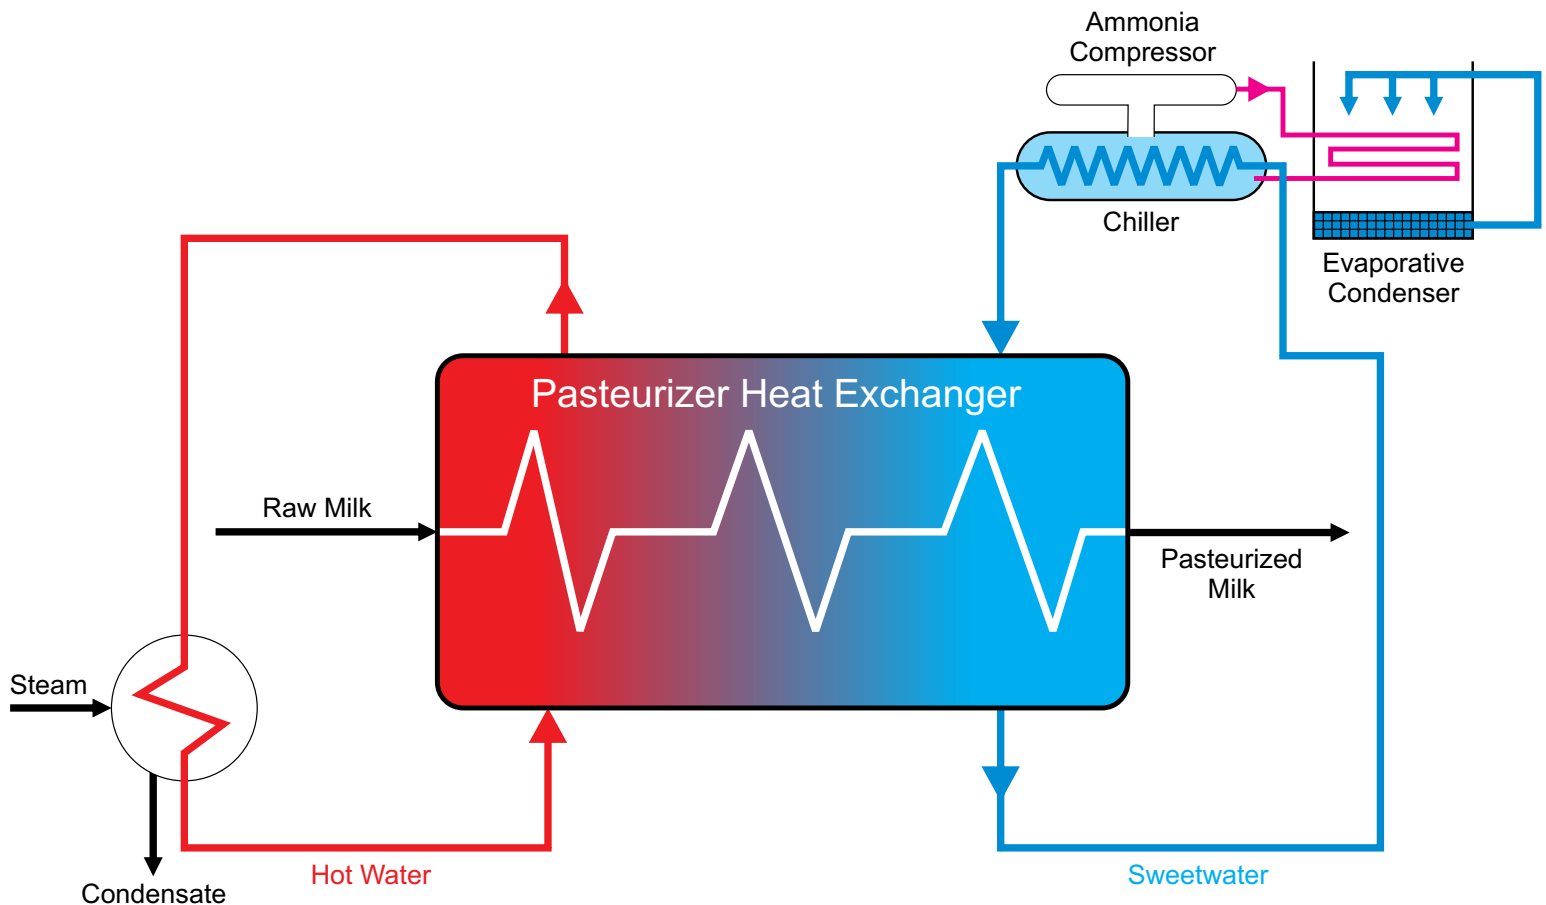 Ammonia
Compressor
Chiller
Evaporative
Condenser
Pasteurizer Heat Exchanger
Raw Milk
Pasteurized
Milk
Steam
Condensate
Hot Water
Sweetwater